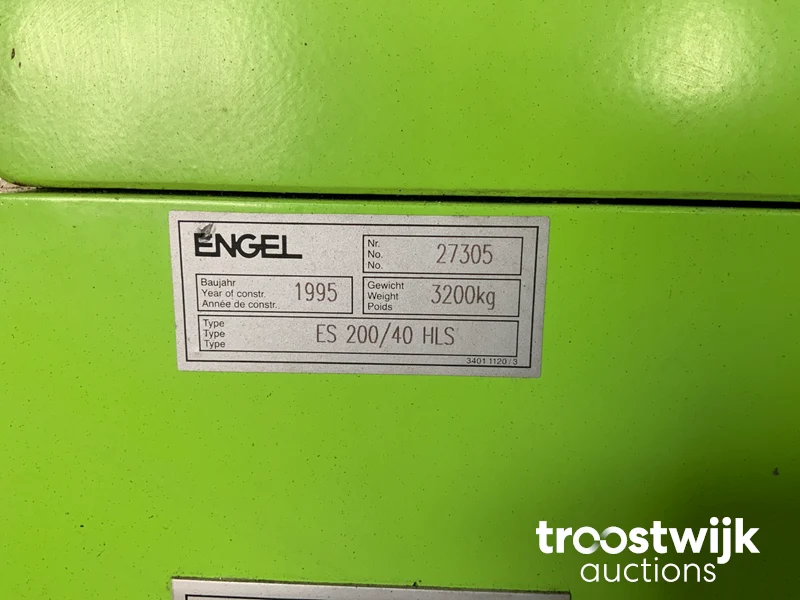 ENGEL
Nr.
No.
No.
27305
Baujahr
Year of constr.
Année de constr.
1995
Gewicht
Weight
Poids
3200kg
Type
Type
Type
ES 200/40 HLS
3401 1120/3
troostwijk
auctions